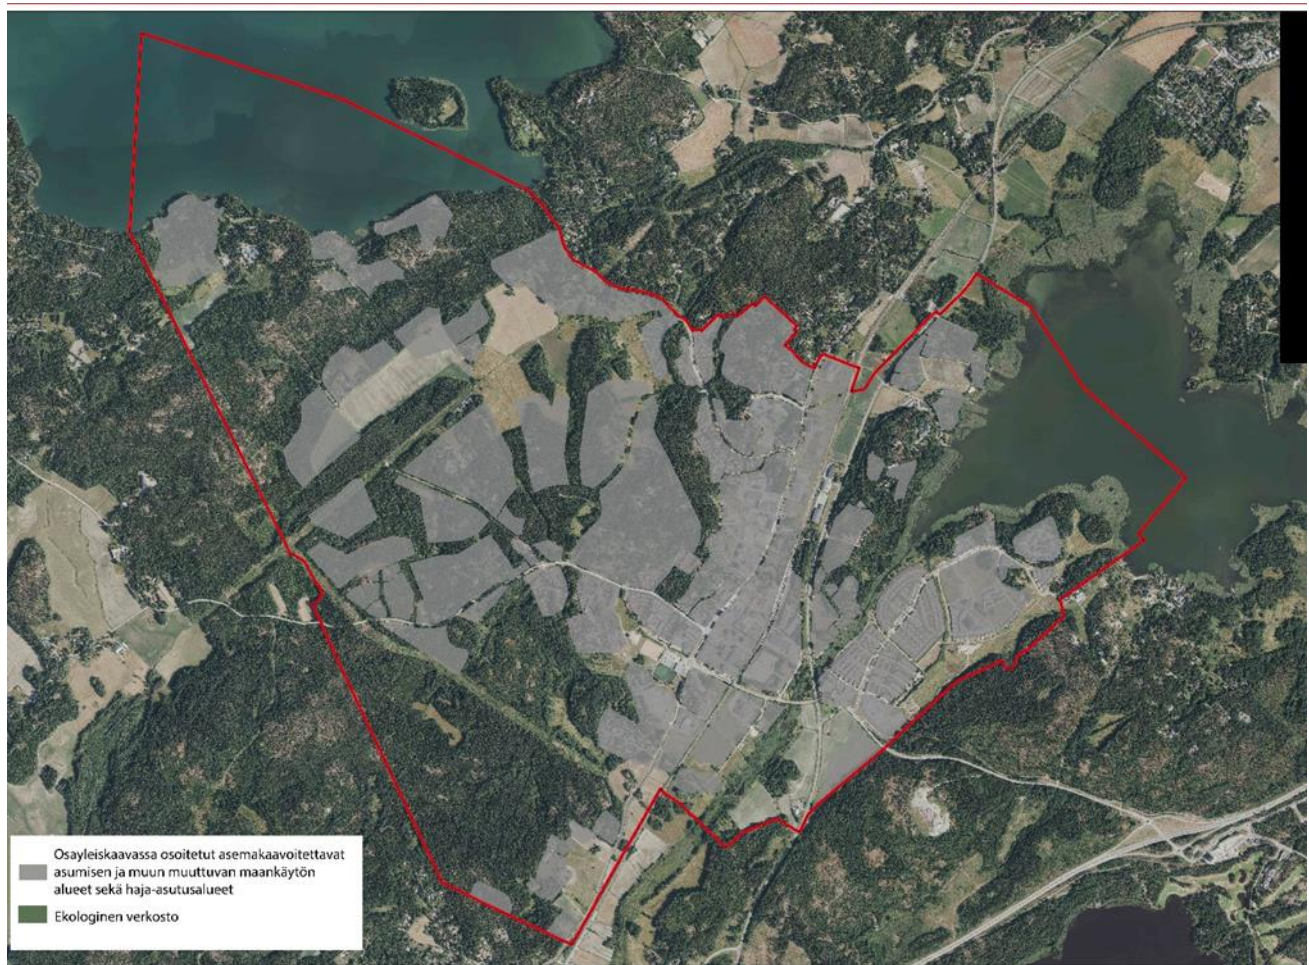 Osayleiskaavassa osoitetut asemakaavoitettavat
asumisen ja muun muuttuvan maankäytön
alueet sekä haja-asutusalueet
Ekologinen verkosto